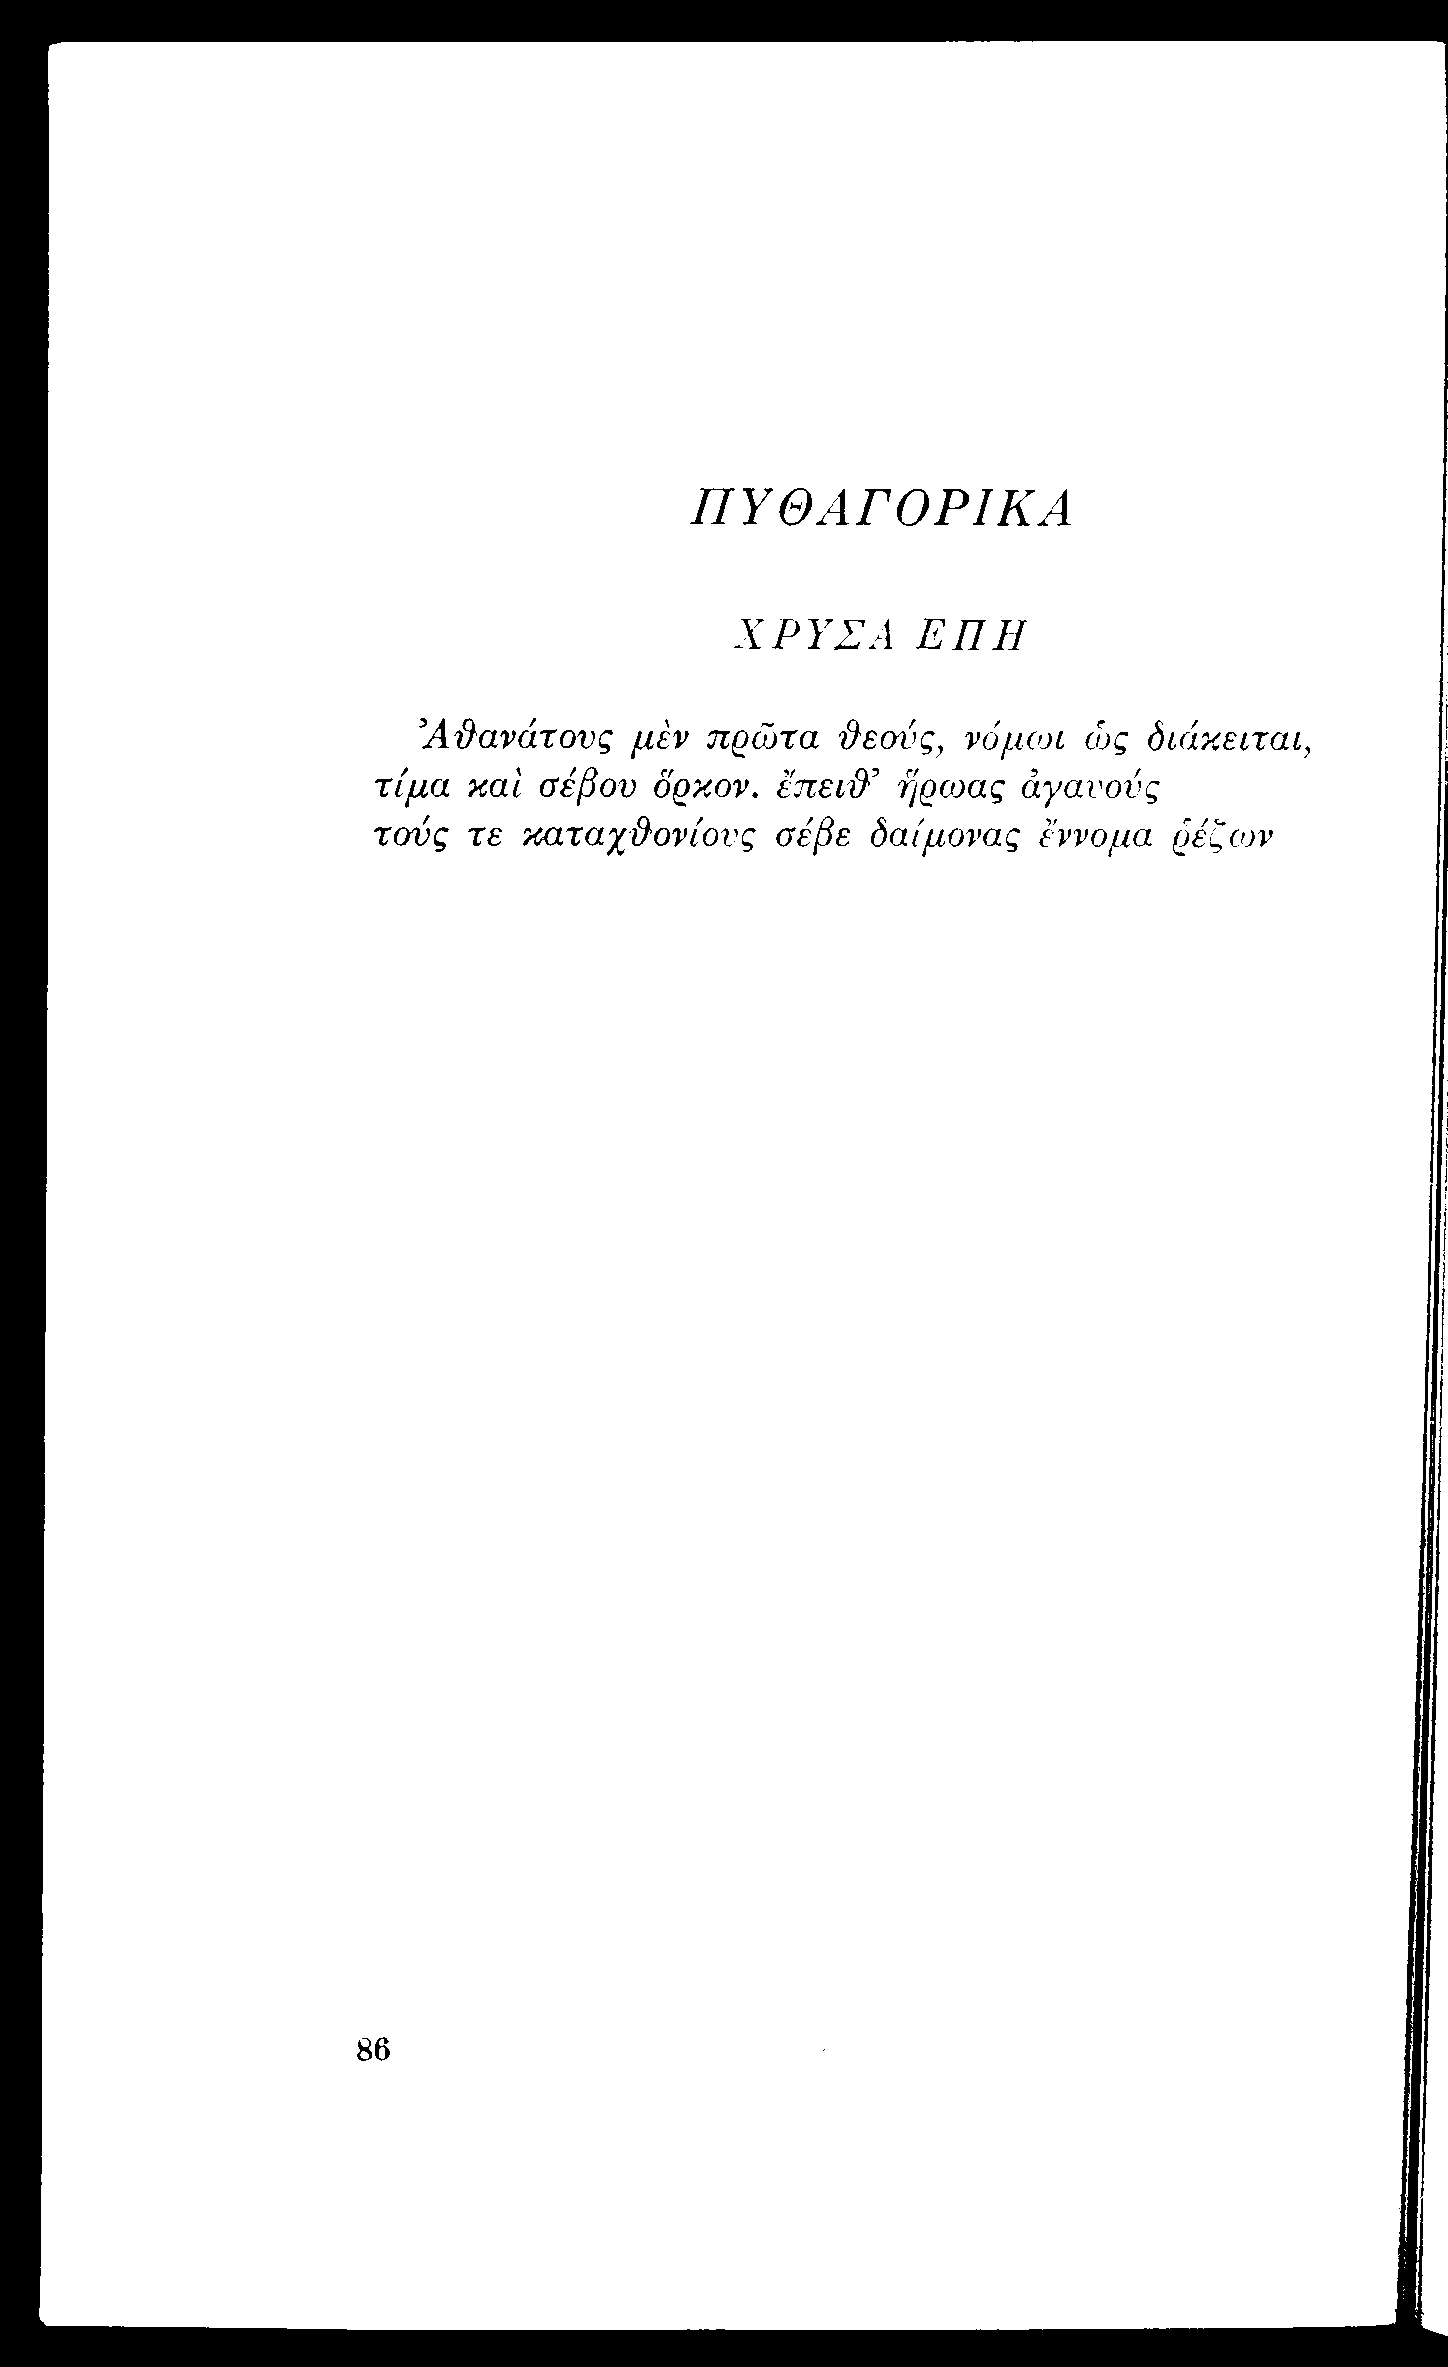 ΠΥΘΑΓΟΡΙΚΑ
ΧΡΥΣΑ ΕΠΗ
Ἀϑανάτους μὲν πρῶτα ϑεούς, νόμωι ὡς διάκειται,
τίμα καὶ σέβου ὅρκον. ἔπειϑ’ ἥρωας ἀγαυούς
τούς τε καταχϑονίους σέβε δαίμονας ἔννομα ῥέζων
86